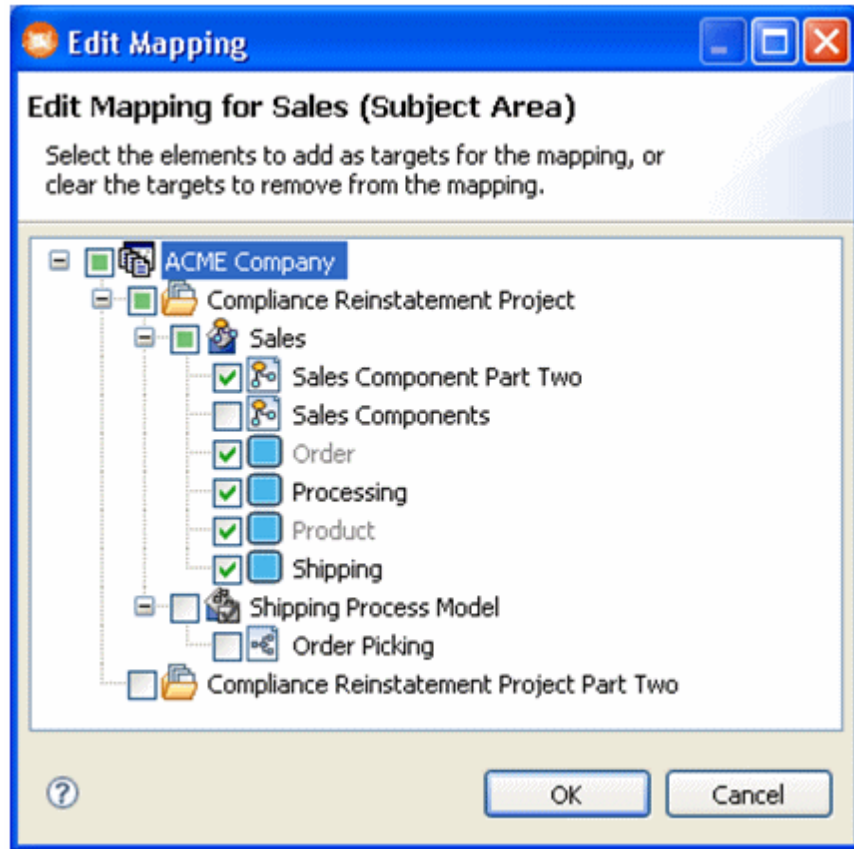 Edit Mapping
Edit Mapping for Sales (Subject Area)
Select the elements to add as targets for the mapping, or
clear the targets to remove from the mapping.
ACME Company
Compliance Reinstatement Project
Sales
Sales Component Part Two
Sales Components
Order
Processing
Product
Shipping
Shipping Process Model
Order Picking
Compliance Reinstatement Project Part Two
?
OK
Cancel